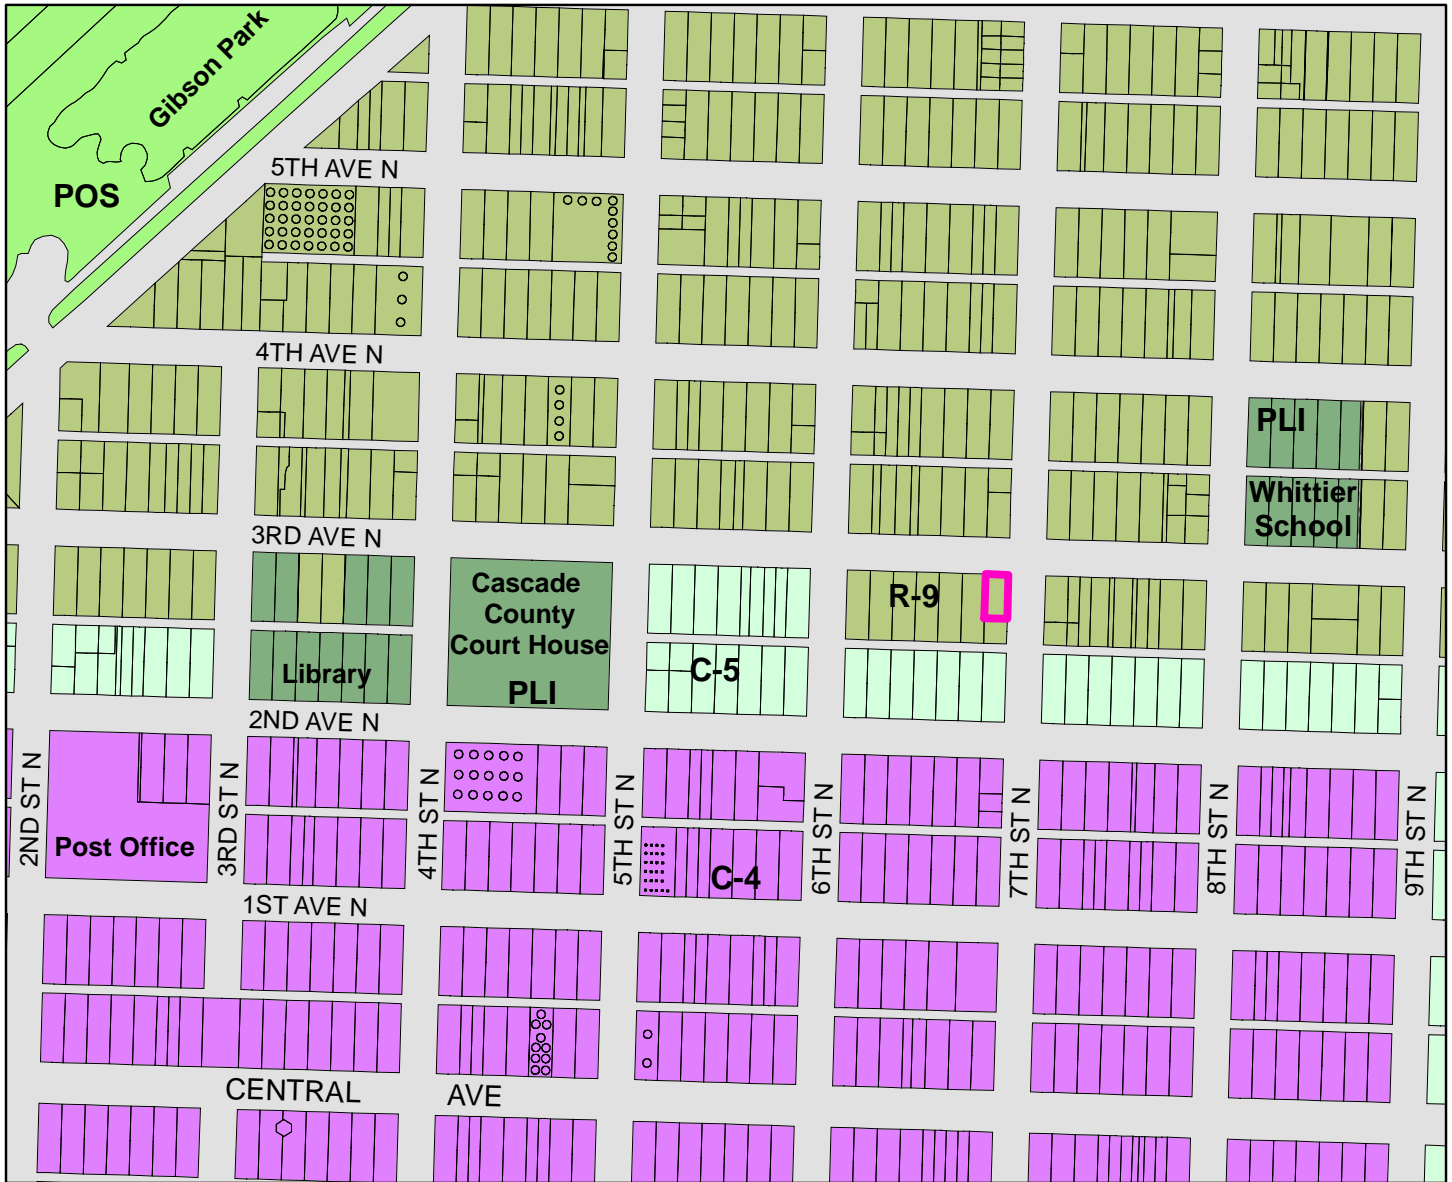 Gibson Park
POS
5TH AVE N
4TH AVE N
PLI
Whittier
School
3RD AVE N
Cascade
County
Court House
PLI
R-9
Library
C-5
2ND AVE N
2ND ST N
3RD ST N
4TH ST N
5TH ST N
6TH ST N
7TH ST N
8TH ST N
9TH ST N
Post Office
C-4
1ST AVE N
CENTRAL AVE